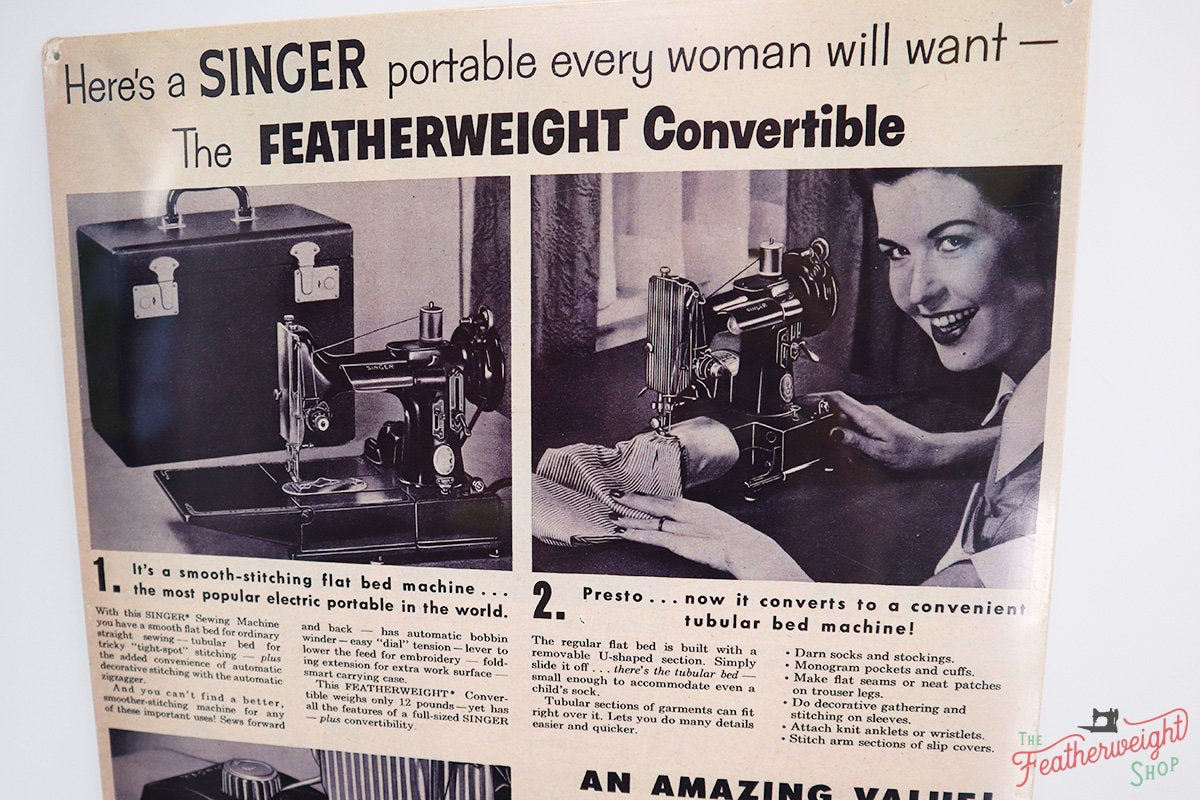 Here's a SINGER portable every woman will want —
The FEATHERWEIGHT Convertible
SINGER
SINGER
1. It's a smooth-stitching flat bed machine...
the most popular electric portable in the world.
With this SINGER* Sewing Machine
you have a smooth flat bed for ordinary
straight sewing — tubular bed for
tricky "tight-spot" stitching — plus
the added convenience of automatic
decorative stitching with the automatic
zigzagger.
And you can't find a better,
smoother-stitching machine for any
of these important uses! Sews forward
and back — has automatic bobbin
winder — easy "dial" tension — lever to
lower the feed for embroidery — fold-
ing extension for extra work surface —
smart carrying case.
This FEATHERWEIGHT* Conver-
tible weighs only 12 pounds — yet has
all the features of a full-sized SINGER
— plus convertibility.
2. Presto...now it converts to a convenient
tubular bed machine!
The regular flat bed is built with a
removable U-shaped section. Simply
slide it off . . . there's the tubular bed —
small enough to accommodate even a
child's sock.
Tubular sections of garments can fit
right over it. Lets you do many details
easier and quicker.
• Darn socks and stockings.
• Monogram pockets and cuffs.
• Make flat seams or neat patches
on trouser legs.
• Do decorative gathering and
stitching on sleeves.
• Attach knit anklets or wristlets.
• Stitch arm sections of slip covers.
AN AMAZING VALUE!
THE
Featherweight
SHOP